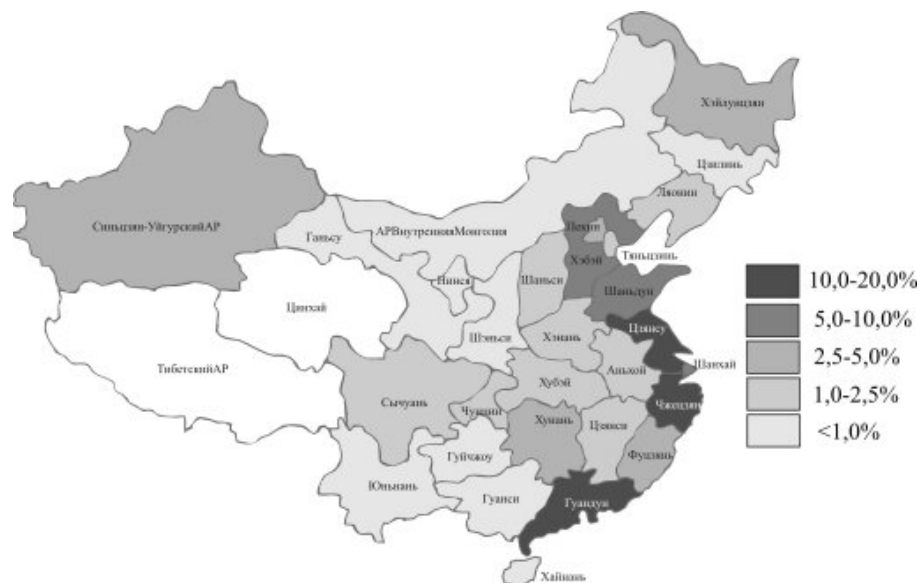 Хэйлунцзян
Цзилинь
Ляонин
Синьцзян-УйгурскийАР
Ганьсу
АРВнутренняяМонголия
Пекин
Тяньцзинь
Хэбэй
Нинся
Шаньси
Шаньдун
Цинхай
Шэньси
Хэнань
Цзянсу
ТибетскийАР
Аньхой
Шанхай
Хубэй
Сычуань
Чунцин
Чжецзян
Хунань
Цзянси
Фуцзянь
Гуйчжоу
Юньнань
Гуанси
Гуандун
Хайнань
10,0-20,0%
5,0-10,0%
2,5-5,0%
1,0-2,5%
<1,0%